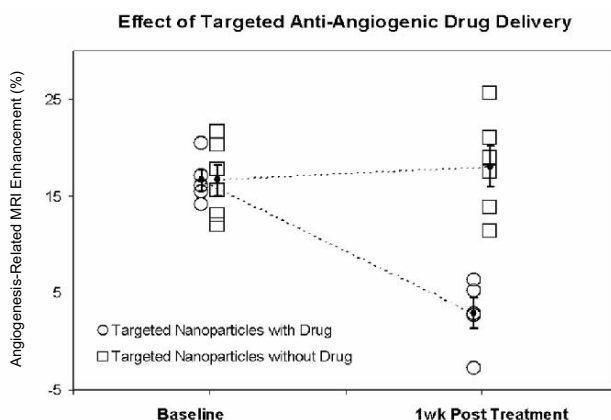 Effect of Targeted Anti-Angiogenic Drug Delivery
Angiogenesis-Related MRI Enhancement (%)
25
15
5
-5
Targeted Nanoparticles with Drug
Targeted Nanoparticles without Drug
Baseline
1wk Post Treatment